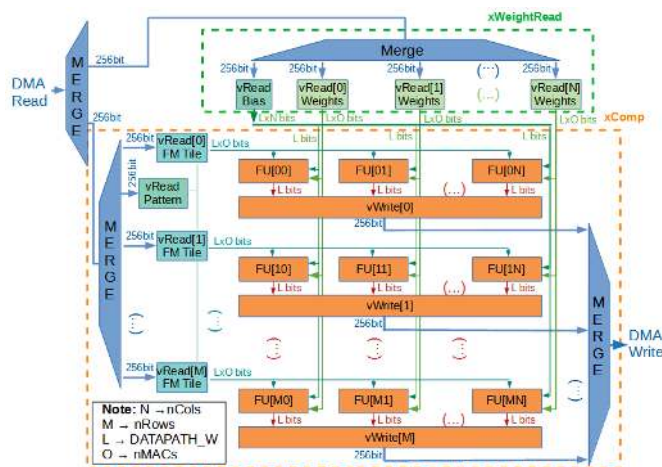 xWeightRead
256bit
Merge
DMA
Read
MERGE
256bit 256bit 256bit (...) 256bit
vRead
Bias
vRead[0]
Weights
vRead[1]
Weights
(...)
vRead[N]
Weights
256bit
LxN bits LxO bits LxO bits LxO bits
xComp
256bit
vRead[0]
FM Tile
LxO bits
L bits L bits L bits
MERGE
256bit
vRead
Pattern
FU[00] FU[01] FU[0N]
L bits L bits (...) L bits
vWrite[0]
256bit
256bit
vRead[1]
FM Tile
LxO bits
FU[10] FU[11] FU[1N]
L bits L bits (...) L bits
vWrite[1]
256bit
MERGE
DMA
Write
(...) (...) (...) (...) (...)
256bit
vRead[M]
FM Tile
LxO bits
FU[M0] FU[M1] FU[MN]
(...)
L bits L bits (...) L bits
vWrite[M]
256bit
Note: N →nCols
M → nRows
L → DATAPATH_W
O → nMACs